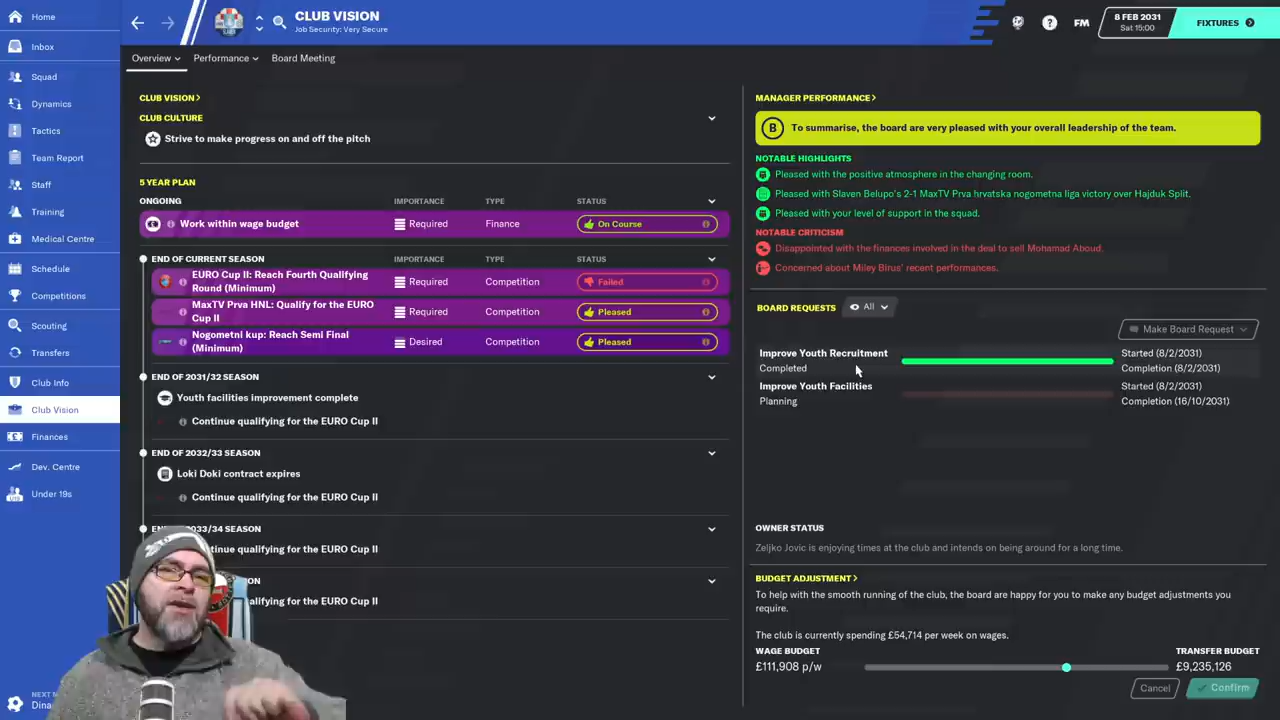 Home
Inbox
Squad
Dynamics
Tactics
Team Report
Staff
Training
Medical Centre
Schedule
Competitions
Scouting
Transfers
Club Info
Club Vision
Finances
Dev. Centre
Under 19s
CLUB VISION
Job Security: Very Secure
FM
8 FEB 2031
Sat 15:00
FIXTURES
Overview
Performance
Board Meeting
CLUB VISION>
CLUB CULTURE
Strive to make progress on and off the pitch
5 YEAR PLAN
ONGOING IMPORTANCE TYPE STATUS
Work within wage budget Required Finance On Course
END OF CURRENT SEASON IMPORTANCE TYPE STATUS
EURO Cup II: Reach Fourth Qualifying
Round (Minimum) Required Competition Failed
MaxTV Prva HNL: Qualify for the EURO
Cup II Required Competition Pleased
Nogometni kup: Reach Semi Final
(Minimum) Desired Competition Pleased
END OF 2031/32 SEASON
Youth facilities improvement complete
Continue qualifying for the EURO Cup II
END OF 2032/33 SEASON
Loki Doki contract expires
Continue qualifying for the EURO Cup II
2033/34 SEASON
for the EURO Cup II
for the EURO Cup II
MANAGER PERFORMANCE>
B To summarise, the board are very pleased with your overall leadership of the team.
NOTABLE HIGHLIGHTS
Pleased with the positive atmosphere in the changing room.
Pleased with Slaven Belupo's 2-1 MaxTV Prva hrvatska nogometna liga victory over Hajduk Split.
Pleased with your level of support in the squad.
NOTABLE CRITICISM
Disappointed with the finances involved in the deal to sell Mohamad Aboud.
Concerned about Miley Birus' recent performances.
BOARD REQUESTS All
Make Board Request
Improve Youth Recruitment Started (8/2/2031)
Completed Completion (8/2/2031)
Improve Youth Facilities Started (8/2/2031)
Planning Completion (16/10/2031)
OWNER STATUS
Zeljko Jovic is enjoying times at the club and intends on being around for a long time.
BUDGET ADJUSTMENT>
To help with the smooth running of the club, the board are happy for you to make any budget adjustments you
require.
The club is currently spending £54,714 per week on wages.
WAGE BUDGET TRANSFER BUDGET
£111,908 p/w £9,235,126
Cancel Confirm